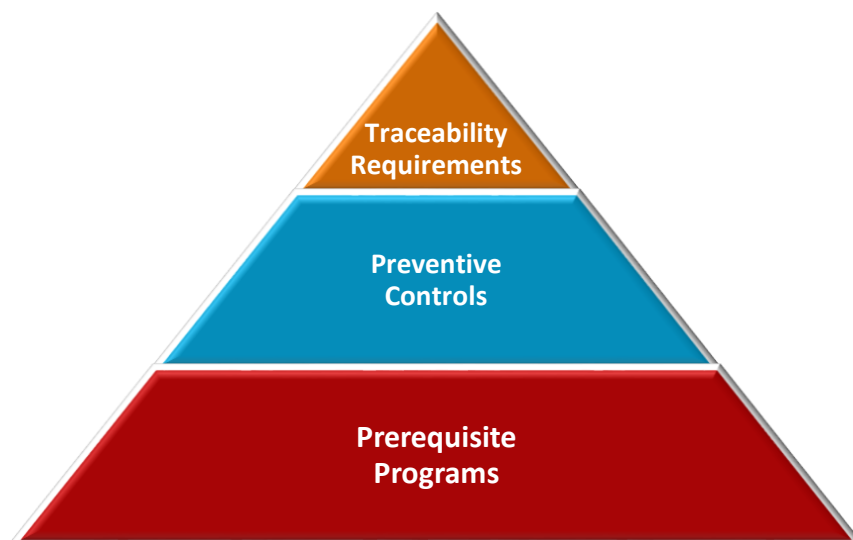 Traceability
Requirements
Preventive
Controls
Prerequisite
Programs